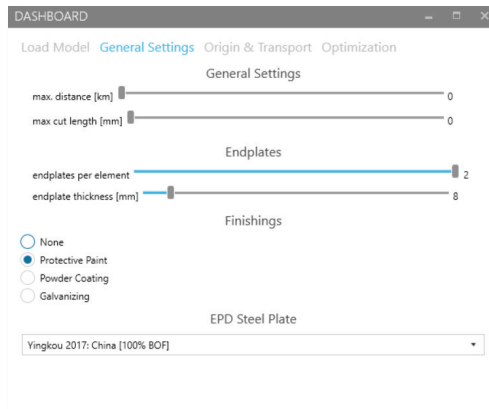 DASHBOARD
Load Model General Settings Origin & Transport Optimization
General Settings
max. distance [km] 0
max cut length [mm] 0
Endplates
endplates per element 2
endplate thickness [mm] 8
Finishings
None
Protective Paint
Powder Coating
Galvanizing
EPD Steel Plate
Yingkou 2017: China [100% BOF]